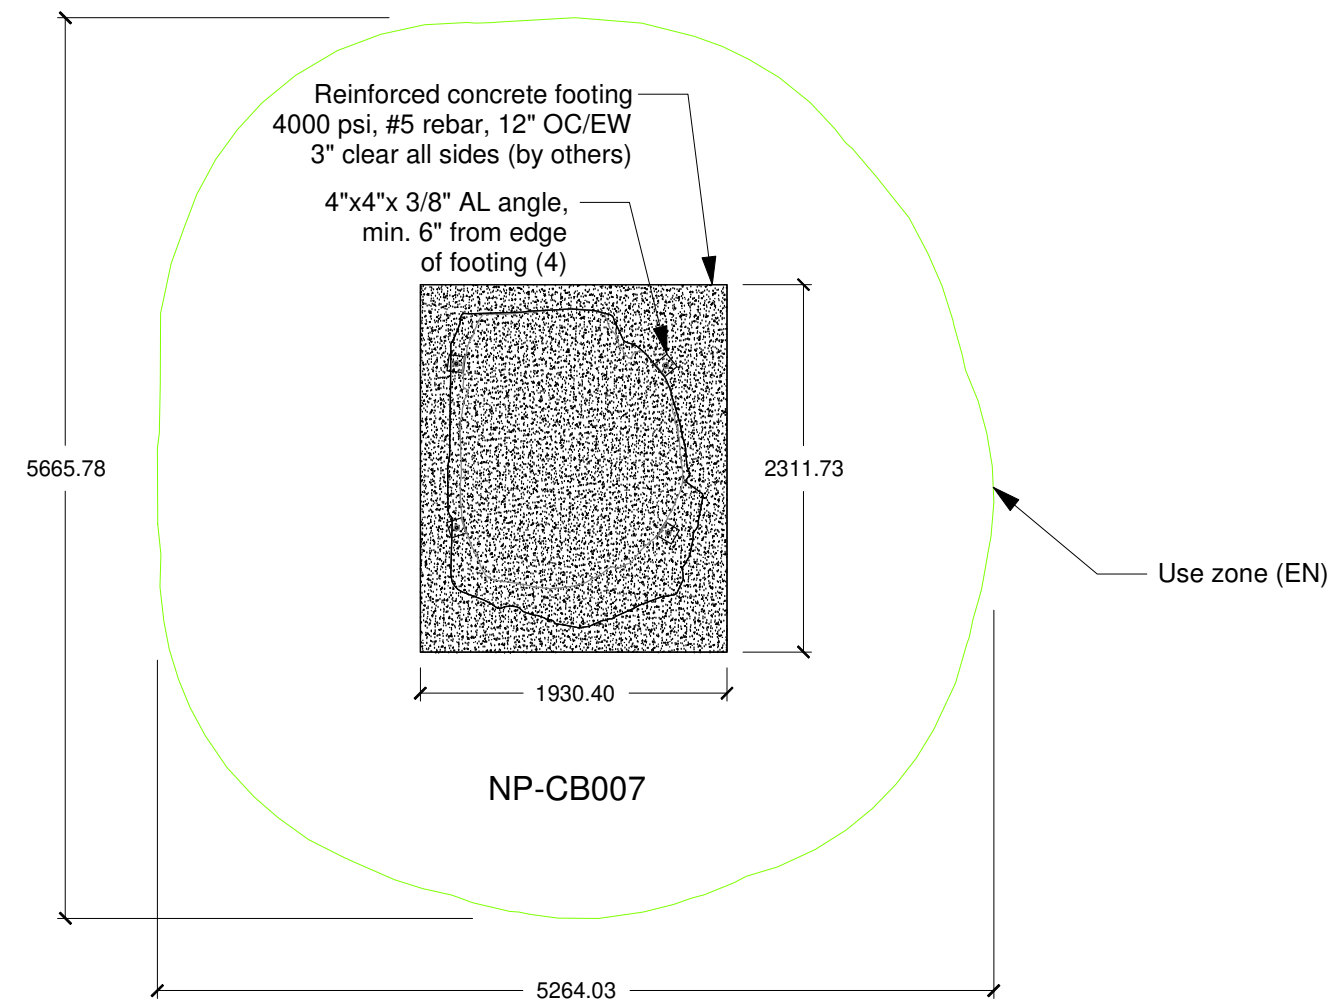 Reinforced concrete footing
4000 psi, #5 rebar, 12" OC/EW
3" clear all sides (by others)
4"x4"x 3/8" AL angle,
min. 6" from edge
of footing (4)
5665.78
2311.73
Use zone (EN)
1930.40
NP-CB007
5264.03